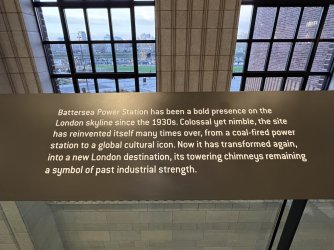 Battersea Power Station has been a bold presence on the
London skyline since the 1930s. Colossal yet nimble, the site
has reinvented itself many times over, from a coal-fired power
station to a global cultural icon. Now it has transformed again,
into a new London destination, its towering chimneys remaining
a symbol of past industrial strength.